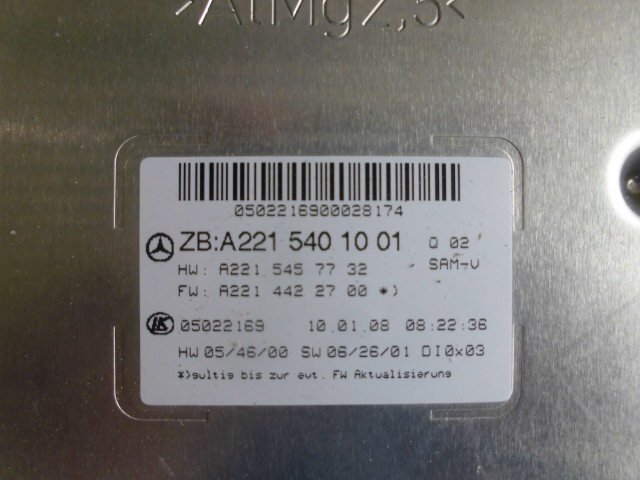 >AlMg2,5<
0502216900028174
ZB:A221 540 10 01 Q 02
HW: A221 545 77 32 SAM-V
FW: A221 442 27 00 *)
05022169 10.01.08 08:22:36
HW 05/46/00 SW 06/26/01 DI0x03
*)gultig bis zur evt. FW Aktualisierung